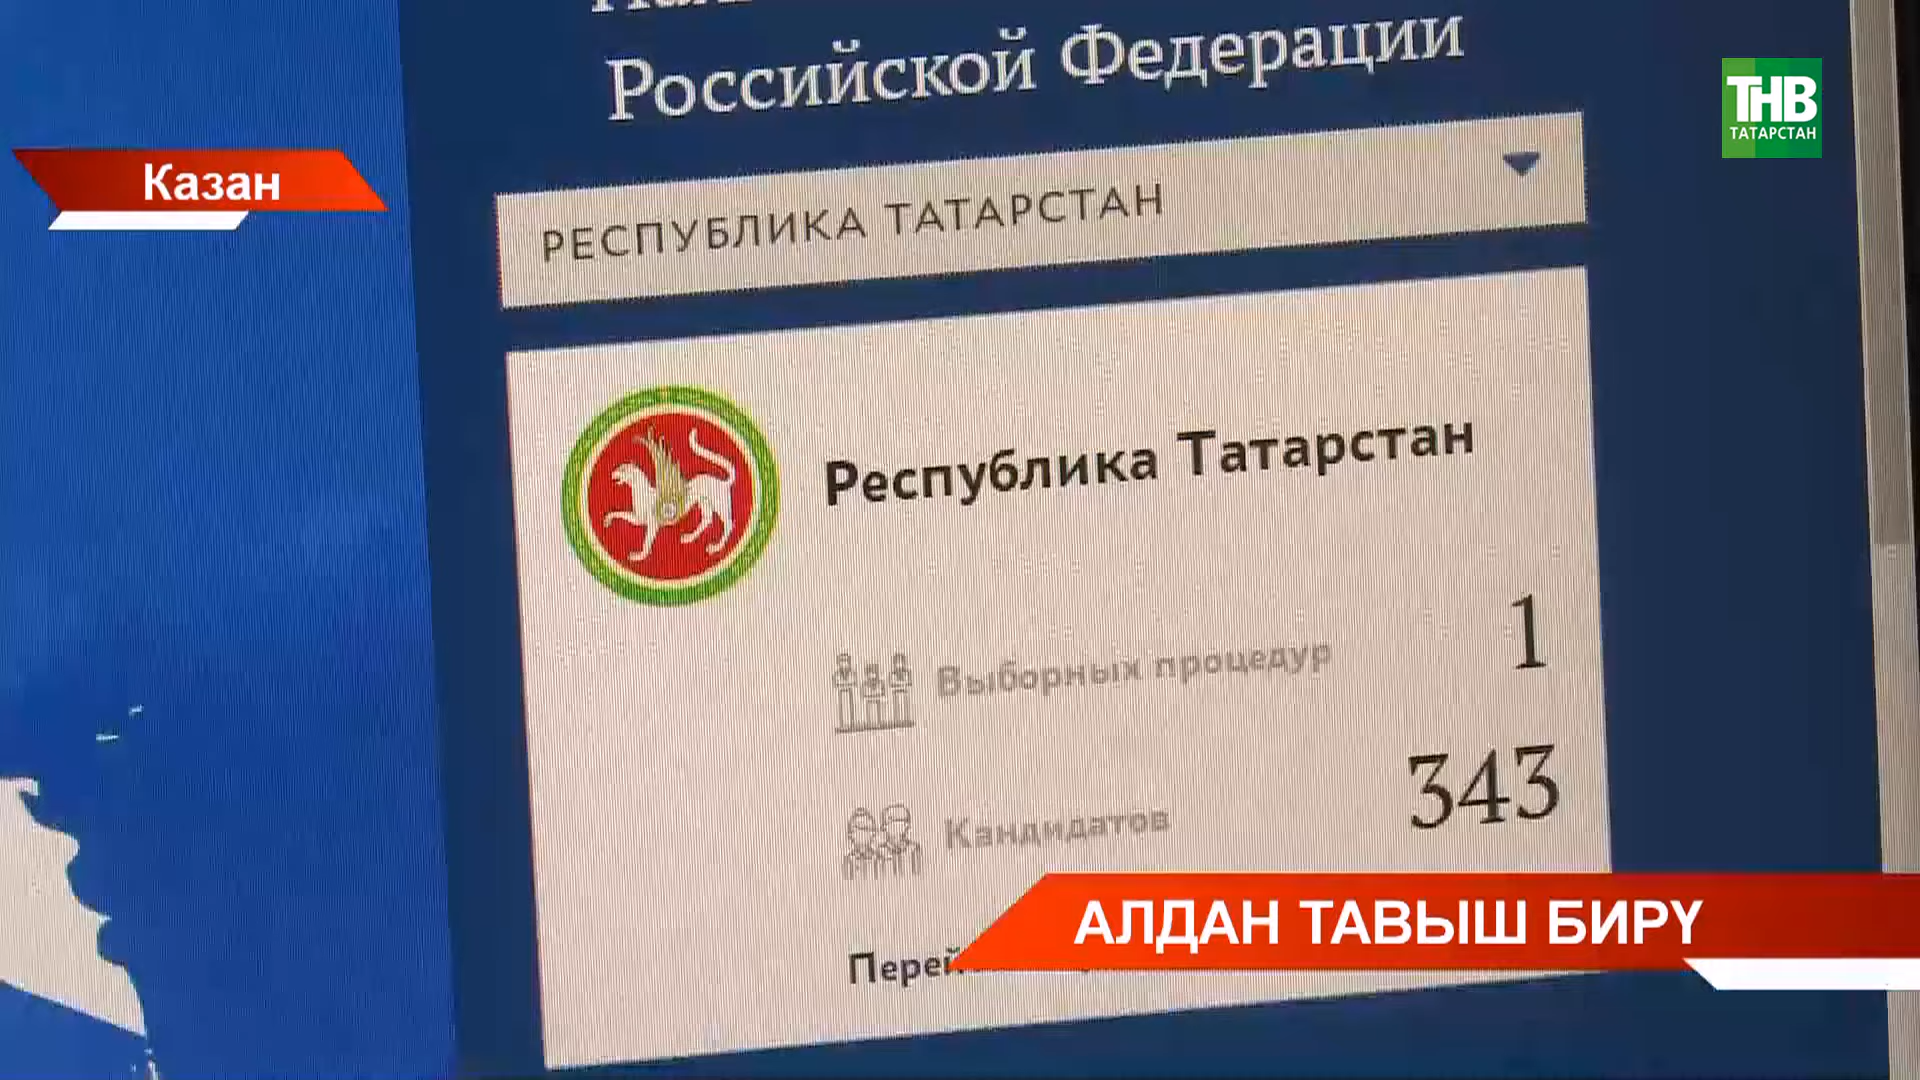 Российской Федерации
ТНВ
ТАТАРСТАН
Казан
РЕСПУБЛИКА ТАТАРСТАН
Республика Татарстан
Выборных процедур
1
Кандидатов
343
АЛДАН ТАВЫШ БИРҮ